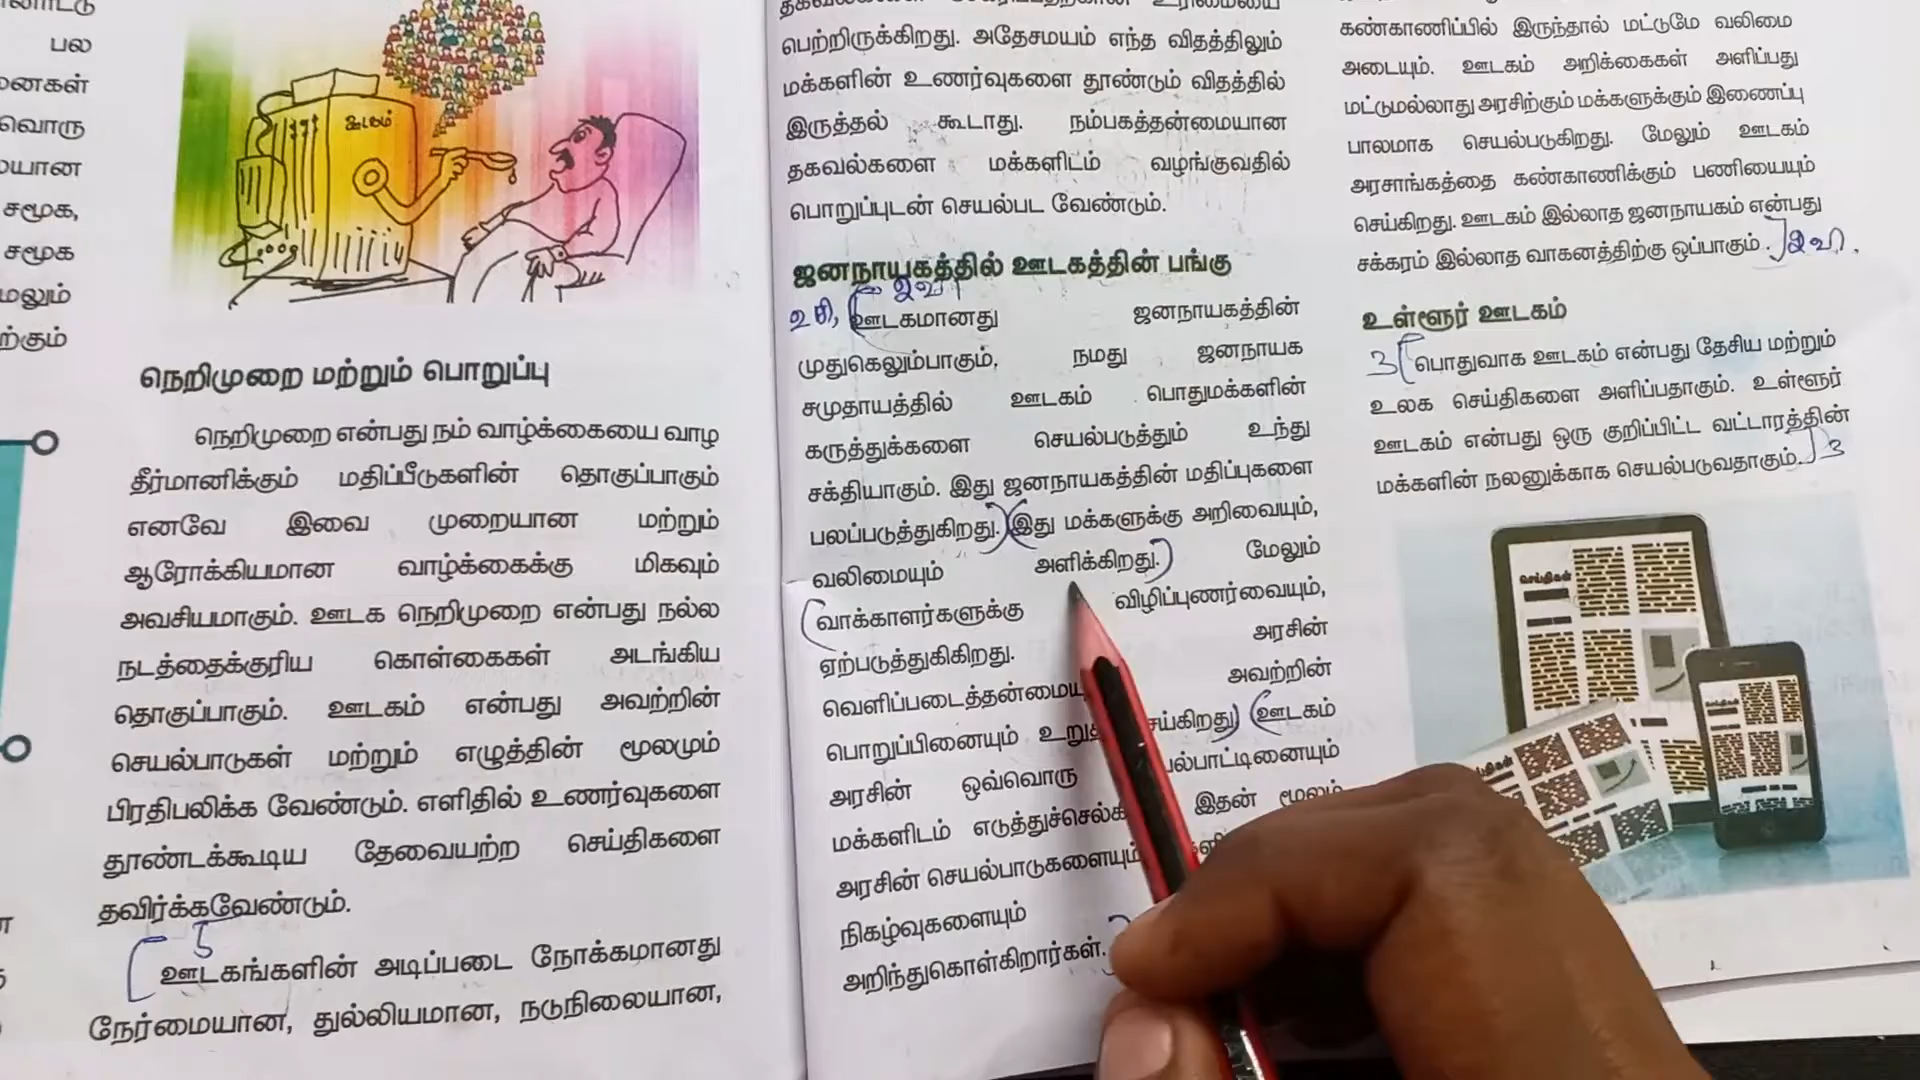 பல
சமூக,
சமூக
ஊடகம்
நெறிமுறை மற்றும் பொறுப்பு
நெறிமுறை என்பது நம் வாழ்க்கையை வாழ
தீர்மானிக்கும் மதிப்பீடுகளின் தொகுப்பாகும்
எனவே இவை முறையான மற்றும்
ஆரோக்கியமான வாழ்க்கைக்கு மிகவும்
அவசியமாகும். ஊடக நெறிமுறை என்பது நல்ல
நடத்தைக்குரிய கொள்கைகள் அடங்கிய
தொகுப்பாகும். ஊடகம் என்பது அவற்றின்
செயல்பாடுகள் மற்றும் எழுத்தின் மூலமும்
பிரதிபலிக்க வேண்டும். எளிதில் உணர்வுகளை
தூண்டக்கூடிய தேவையற்ற செய்திகளை
தவிர்க்கவேண்டும்.
5
ஊடகங்களின் அடிப்படை நோக்கமானது
நேர்மையான, துல்லியமான, நடுநிலையான,
பெற்றிருக்கிறது. அதேசமயம் எந்த விதத்திலும்
மக்களின் உணர்வுகளை தூண்டும் விதத்தில்
இருத்தல் கூடாது. நம்பகத்தன்மையான
தகவல்களை மக்களிடம் வழங்குவதில்
பொறுப்புடன் செயல்பட வேண்டும்.
ஜனநாயகத்தில் ஊடகத்தின் பங்கு
ஊடகமானது ஜனநாயகத்தின்
முதுகெலும்பாகும், நமது ஜனநாயக
சமுதாயத்தில் ஊடகம் பொதுமக்களின்
கருத்துக்களை செயல்படுத்தும் உந்து
சக்தியாகும். இது ஜனநாயகத்தின் மதிப்புகளை
பலப்படுத்துகிறது. இது மக்களுக்கு அறிவையும்,
வலிமையும் அளிக்கிறது. மேலும்
வாக்காளர்களுக்கு விழிப்புணர்வையும்,
ஏற்படுத்துகிகிறது. அரசின்
அவற்றின்
பொறுப்பினையும் ஊடகம்
அரசின் ஒவ்வொரு
மக்களிடம் இதன் மூலம்
அரசின் செயல்பாடுகளையும்
நிகழ்வுகளையும்
அறிந்துகொள்கிறார்கள்.
கண்காணிப்பில் இருந்தால் மட்டுமே வலிமை
அடையும். ஊடகம் அறிக்கைகள் அளிப்பது
மட்டுமல்லாது அரசிற்கும் மக்களுக்கும் இணைப்பு
பாலமாக செயல்படுகிறது. மேலும் ஊடகம்
அரசாங்கத்தை கண்காணிக்கும் பணியையும்
செய்கிறது. ஊடகம் இல்லாத ஜனநாயகம் என்பது
சக்கரம் இல்லாத வாகனத்திற்கு ஒப்பாகும்.
உள்ளூர் ஊடகம்
3 பொதுவாக ஊடகம் என்பது தேசிய மற்றும்
உலக செய்திகளை அளிப்பதாகும். உள்ளூர்
ஊடகம் என்பது ஒரு குறிப்பிட்ட வட்டாரத்தின்
மக்களின் நலனுக்காக செயல்படுவதாகும். 3
செய்திகள்